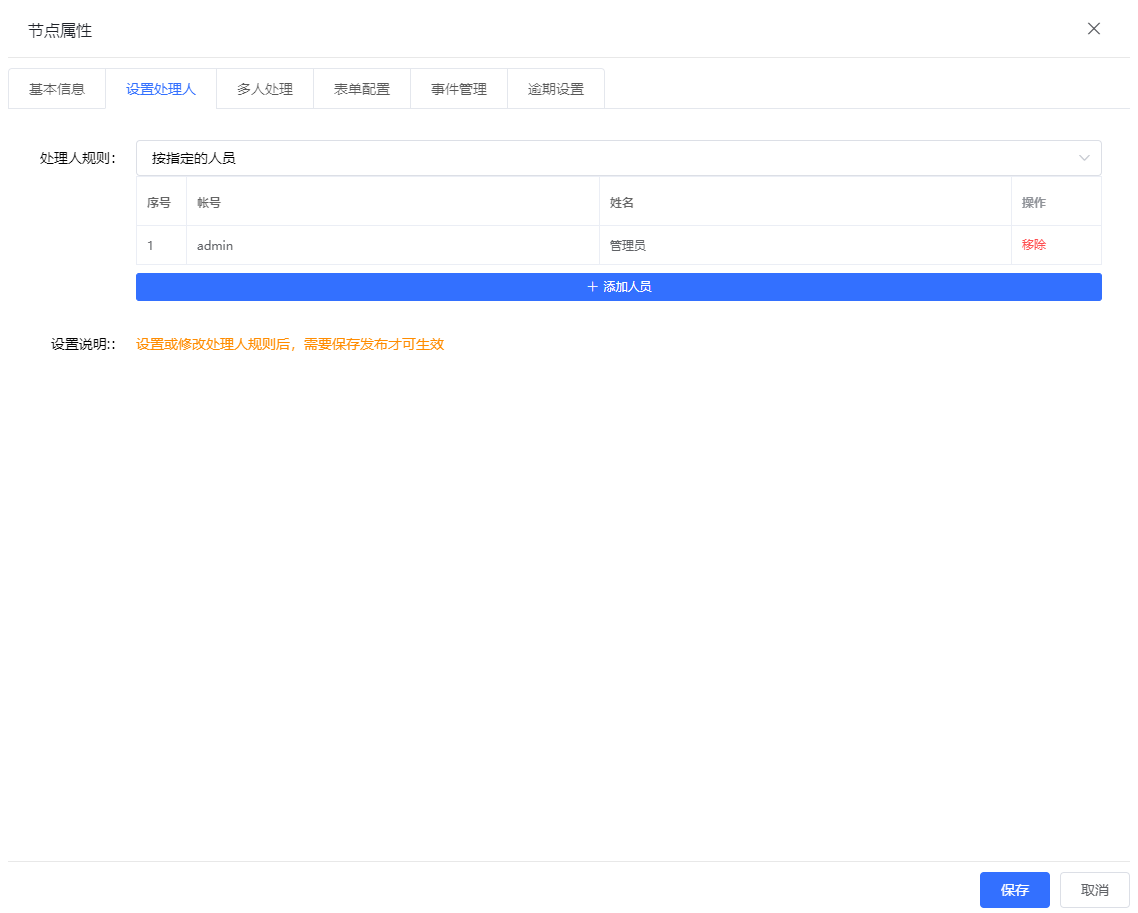 节点属性
基本信息 设置处理人 多人处理 表单配置 事件管理 逾期设置
处理人规则： 按指定的人员
序号 帐号 姓名 操作
1 admin 管理员 移除
+ 添加人员
设置说明:： 设置或修改处理人规则后，需要保存发布才可生效
保存 取消